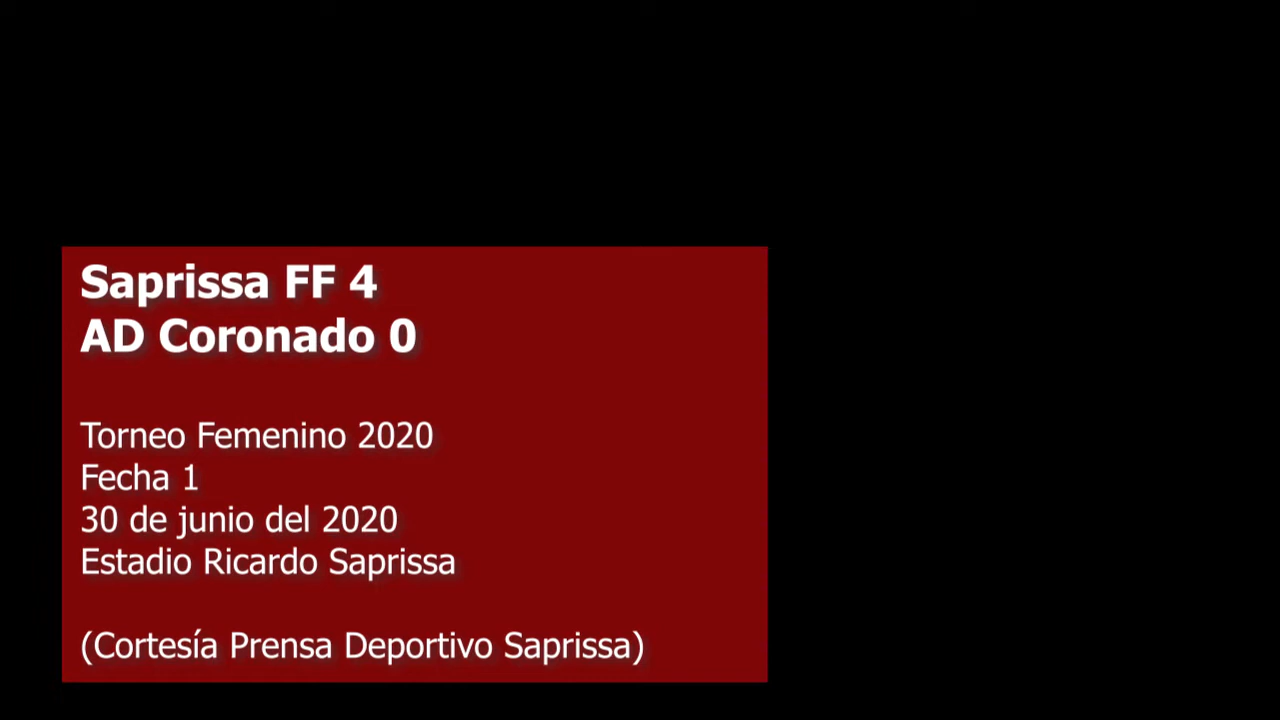 Saprissa FF 4
AD Coronado 0
Torneo Femenino 2020
Fecha 1
30 de junio del 2020
Estadio Ricardo Saprissa
(Cortesía Prensa Deportivo Saprissa)